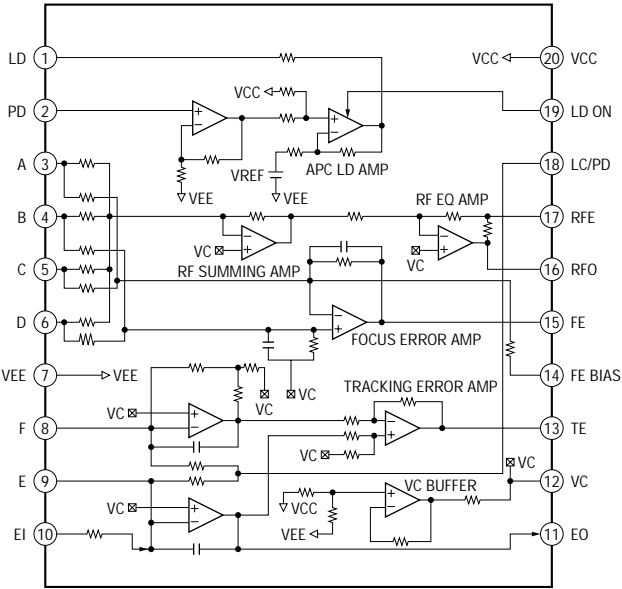 LD 1
VCC
20 VCC
PD 2
VCC
19 LD ON
A 3
VREF
APC LD AMP
18 LC/PD
VEE
VEE
RF EQ AMP
B 4
17 RFE
VC
VC
C 5
RF SUMMING AMP
16 RFO
D 6
15 FE
FOCUS ERROR AMP
VEE 7
VEE
14 FE BIAS
VC
VC
TRACKING ERROR AMP
VC
F 8
13 TE
VC
VC
E 9
VC BUFFER
12 VC
VC
VCC
VEE
EI 10
11 EO